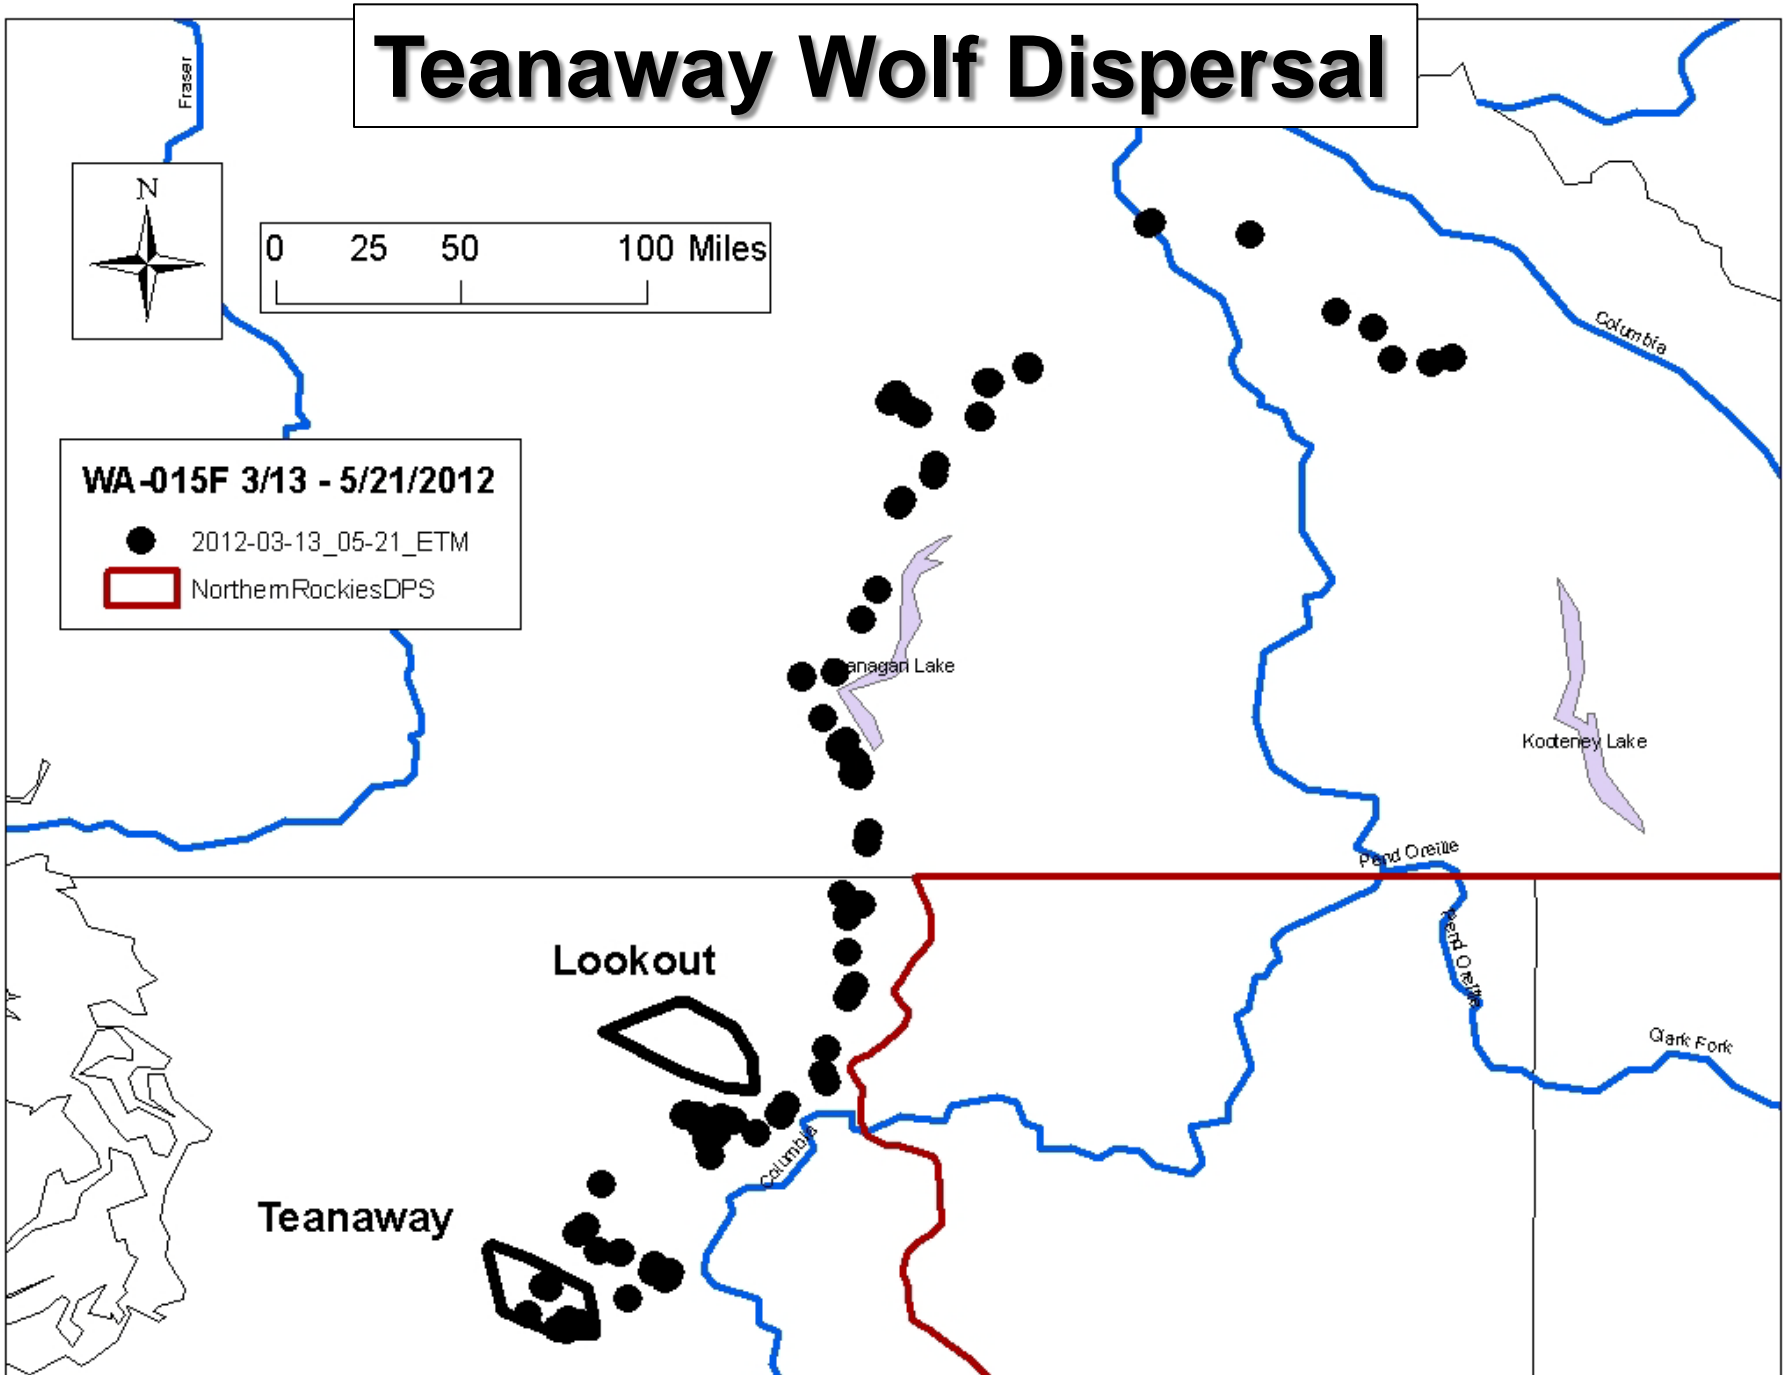 Teanaway Wolf Dispersal
Fraser
N
0 25 50 100 Miles
Columbia
WA-015F 3/13 - 5/21/2012
2012-03-13_05-21_ETM
NorthernRockiesDPS
anagan Lake
Kooteney Lake
Pend Oreille
Pend Oreille
Lookout
Clark Fork
Columbia
Teanaway